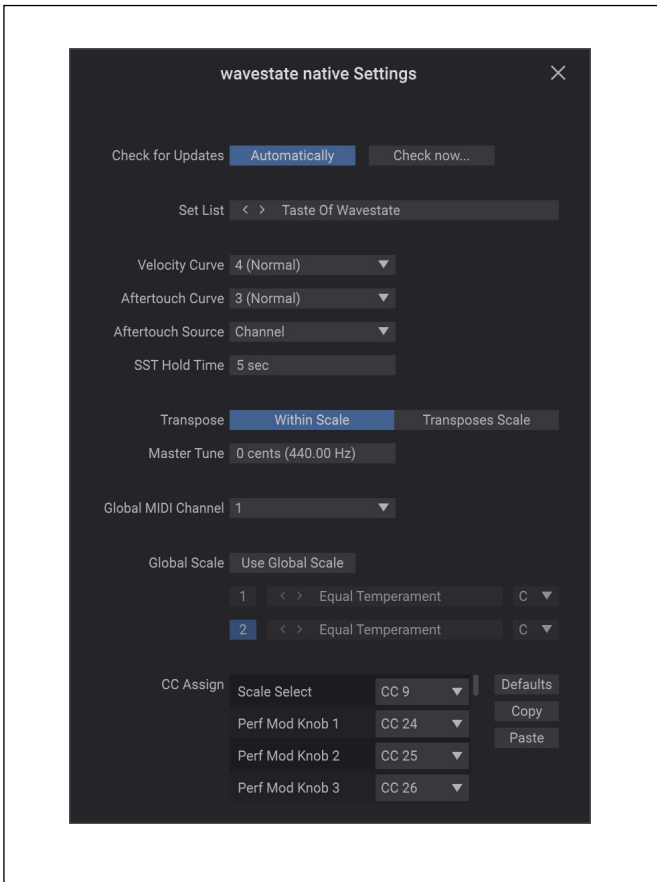 wavestate native Settings
Check for Updates Automatically Check now...
Set List < > Taste Of Wavestate
Velocity Curve 4 (Normal)
Aftertouch Curve 3 (Normal)
Aftertouch Source Channel
SST Hold Time 5 sec
Transpose Within Scale Transposes Scale
Master Tune 0 cents (440.00 Hz)
Global MIDI Channel 1
Global Scale Use Global Scale
1 < > Equal Temperament C
2 < > Equal Temperament C
CC Assign Scale Select CC 9 Defaults
Perf Mod Knob 1 CC 24 Copy
Perf Mod Knob 2 CC 25 Paste
Perf Mod Knob 3 CC 26